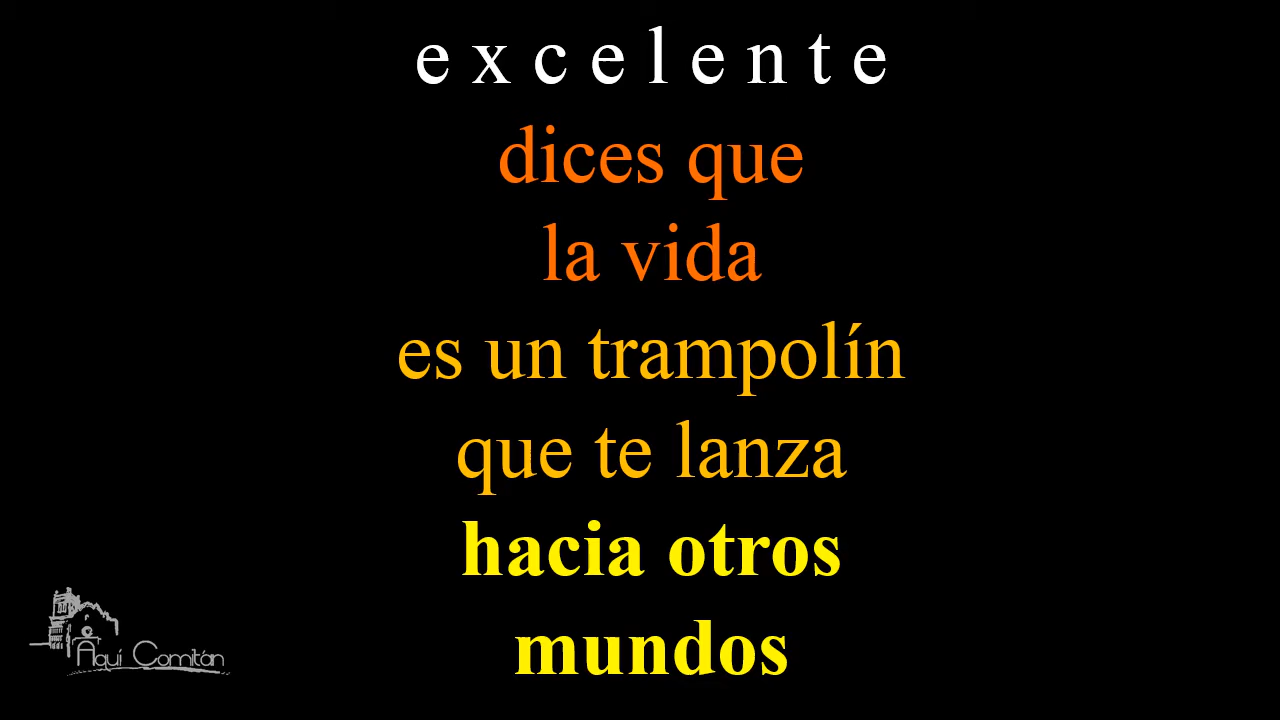 e x c e l e n t e
dices que
la vida
es un trampolín
que te lanza
hacia otros
mundos
Aquí Comitán